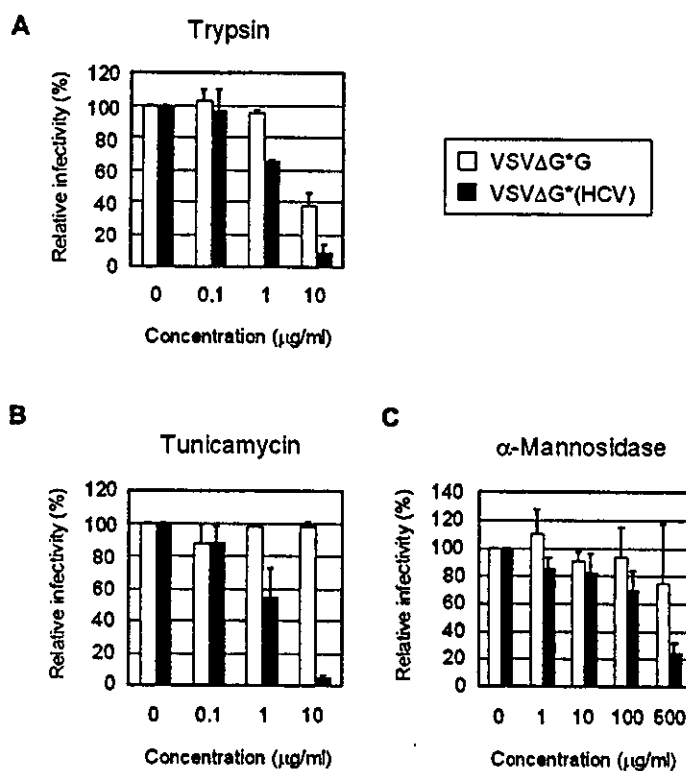 A
Trypsin
Relative infectivity (%)
120
100
80
60
40
20
0
0 0.1 1 10
Concentration (μg/ml)
VSVΔG*G
VSVΔG*(HCV)
B
Tunicamycin
Relative infectivity (%)
120
100
80
60
40
20
0
0 0.1 1 10
Concentration (μg/ml)
C
α-Mannosidase
Relative infectivity (%)
140
120
100
80
60
40
20
0
0 1 10 100 500
Concentration (μg/ml)